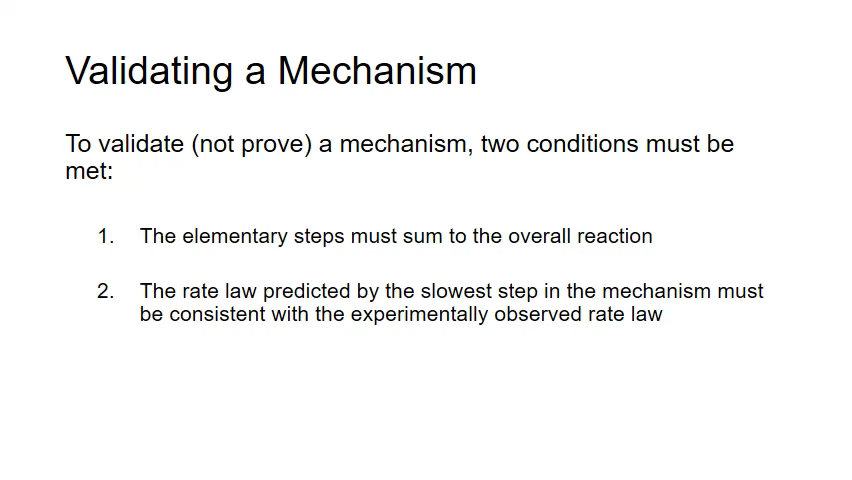 Validating a Mechanism
To validate (not prove) a mechanism, two conditions must be
met:
1. The elementary steps must sum to the overall reaction
2. The rate law predicted by the slowest step in the mechanism must
be consistent with the experimentally observed rate law